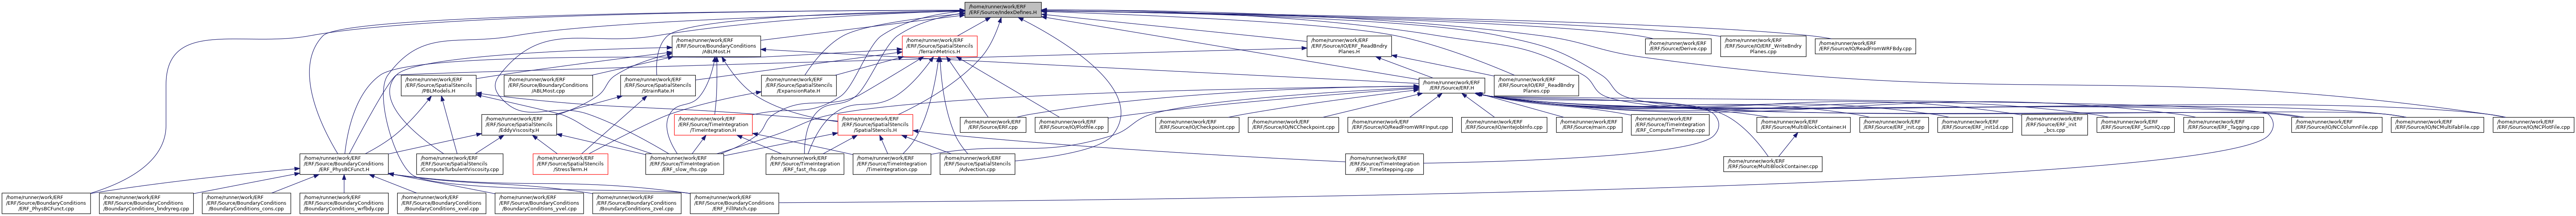 /home/runner/work/ERF
/ERF/Source/IndexDefines.H
/home/runner/work/ERF
/ERF/Source/BoundaryConditions
/ABLMost.H
/home/runner/work/ERF
/ERF/Source/SpatialStencils
/TerrainMetrics.H
/home/runner/work/ERF
/ERF/Source/IO/ERF_ReadBndry
Planes.H
/home/runner/work/ERF
/ERF/Source/Derive.cpp
/home/runner/work/ERF
/ERF/Source/IO/ERF_WriteBndry
Planes.cpp
/home/runner/work/ERF
/ERF/Source/IO/ReadFromWRFBdy.cpp
/home/runner/work/ERF
/ERF/Source/SpatialStencils
/PBLModels.H
/home/runner/work/ERF
/ERF/Source/BoundaryConditions
/ABLMost.cpp
/home/runner/work/ERF
/ERF/Source/SpatialStencils
/StrainRate.H
/home/runner/work/ERF
/ERF/Source/SpatialStencils
/ExpansionRate.H
/home/runner/work/ERF
/ERF/Source/ERF.H
/home/runner/work/ERF
/ERF/Source/IO/ERF_ReadBndry
Planes.cpp
/home/runner/work/ERF
/ERF/Source/SpatialStencils
/EddyViscosity.H
/home/runner/work/ERF
/ERF/Source/TimeIntegration
/TimeIntegration.H
/home/runner/work/ERF
/ERF/Source/SpatialStencils
/SpatialStencils.H
/home/runner/work/ERF
/ERF/Source/ERF.cpp
/home/runner/work/ERF
/ERF/Source/IO/Plotfile.cpp
/home/runner/work/ERF
/ERF/Source/IO/Checkpoint.cpp
/home/runner/work/ERF
/ERF/Source/IO/NCCheckpoint.cpp
/home/runner/work/ERF
/ERF/Source/IO/ReadFromWRFInput.cpp
/home/runner/work/ERF
/ERF/Source/IO/writeJobInfo.cpp
/home/runner/work/ERF
/ERF/Source/main.cpp
/home/runner/work/ERF
/ERF/Source/TimeIntegration
/ERF_ComputeTimestep.cpp
/home/runner/work/ERF
/ERF/Source/MultiBlockContainer.H
/home/runner/work/ERF
/ERF/Source/ERF_init.cpp
/home/runner/work/ERF
/ERF/Source/ERF_init1d.cpp
/home/runner/work/ERF
/ERF/Source/ERF_init
_bcs.cpp
/home/runner/work/ERF
/ERF/Source/ERF_SumIQ.cpp
/home/runner/work/ERF
/ERF/Source/ERF_Tagging.cpp
/home/runner/work/ERF
/ERF/Source/IO/NCColumnFile.cpp
/home/runner/work/ERF
/ERF/Source/IO/NCMultiFabFile.cpp
/home/runner/work/ERF
/ERF/Source/IO/NCPlotFile.cpp
/home/runner/work/ERF
/ERF/Source/BoundaryConditions
/ERF_PhysBCFunct.H
/home/runner/work/ERF
/ERF/Source/SpatialStencils
/ComputeTurbulentViscosity.cpp
/home/runner/work/ERF
/ERF/Source/SpatialStencils
/StressTerm.H
/home/runner/work/ERF
/ERF/Source/TimeIntegration
/ERF_slow_rhs.cpp
/home/runner/work/ERF
/ERF/Source/TimeIntegration
/ERF_fast_rhs.cpp
/home/runner/work/ERF
/ERF/Source/TimeIntegration
/TimeIntegration.cpp
/home/runner/work/ERF
/ERF/Source/SpatialStencils
/Advection.cpp
/home/runner/work/ERF
/ERF/Source/TimeIntegration
/ERF_TimeStepping.cpp
/home/runner/work/ERF
/ERF/Source/MultiBlockContainer.cpp
/home/runner/work/ERF
/ERF/Source/BoundaryConditions
/ERF_PhysBCFunct.cpp
/home/runner/work/ERF
/ERF/Source/BoundaryConditions
/BoundaryConditions_bndryreg.cpp
/home/runner/work/ERF
/ERF/Source/BoundaryConditions
/BoundaryConditions_cons.cpp
/home/runner/work/ERF
/ERF/Source/BoundaryConditions
/BoundaryConditions_wrfbdy.cpp
/home/runner/work/ERF
/ERF/Source/BoundaryConditions
/BoundaryConditions_xvel.cpp
/home/runner/work/ERF
/ERF/Source/BoundaryConditions
/BoundaryConditions_yvel.cpp
/home/runner/work/ERF
/ERF/Source/BoundaryConditions
/BoundaryConditions_zvel.cpp
/home/runner/work/ERF
/ERF/Source/BoundaryConditions
/ERF_FillPatch.cpp